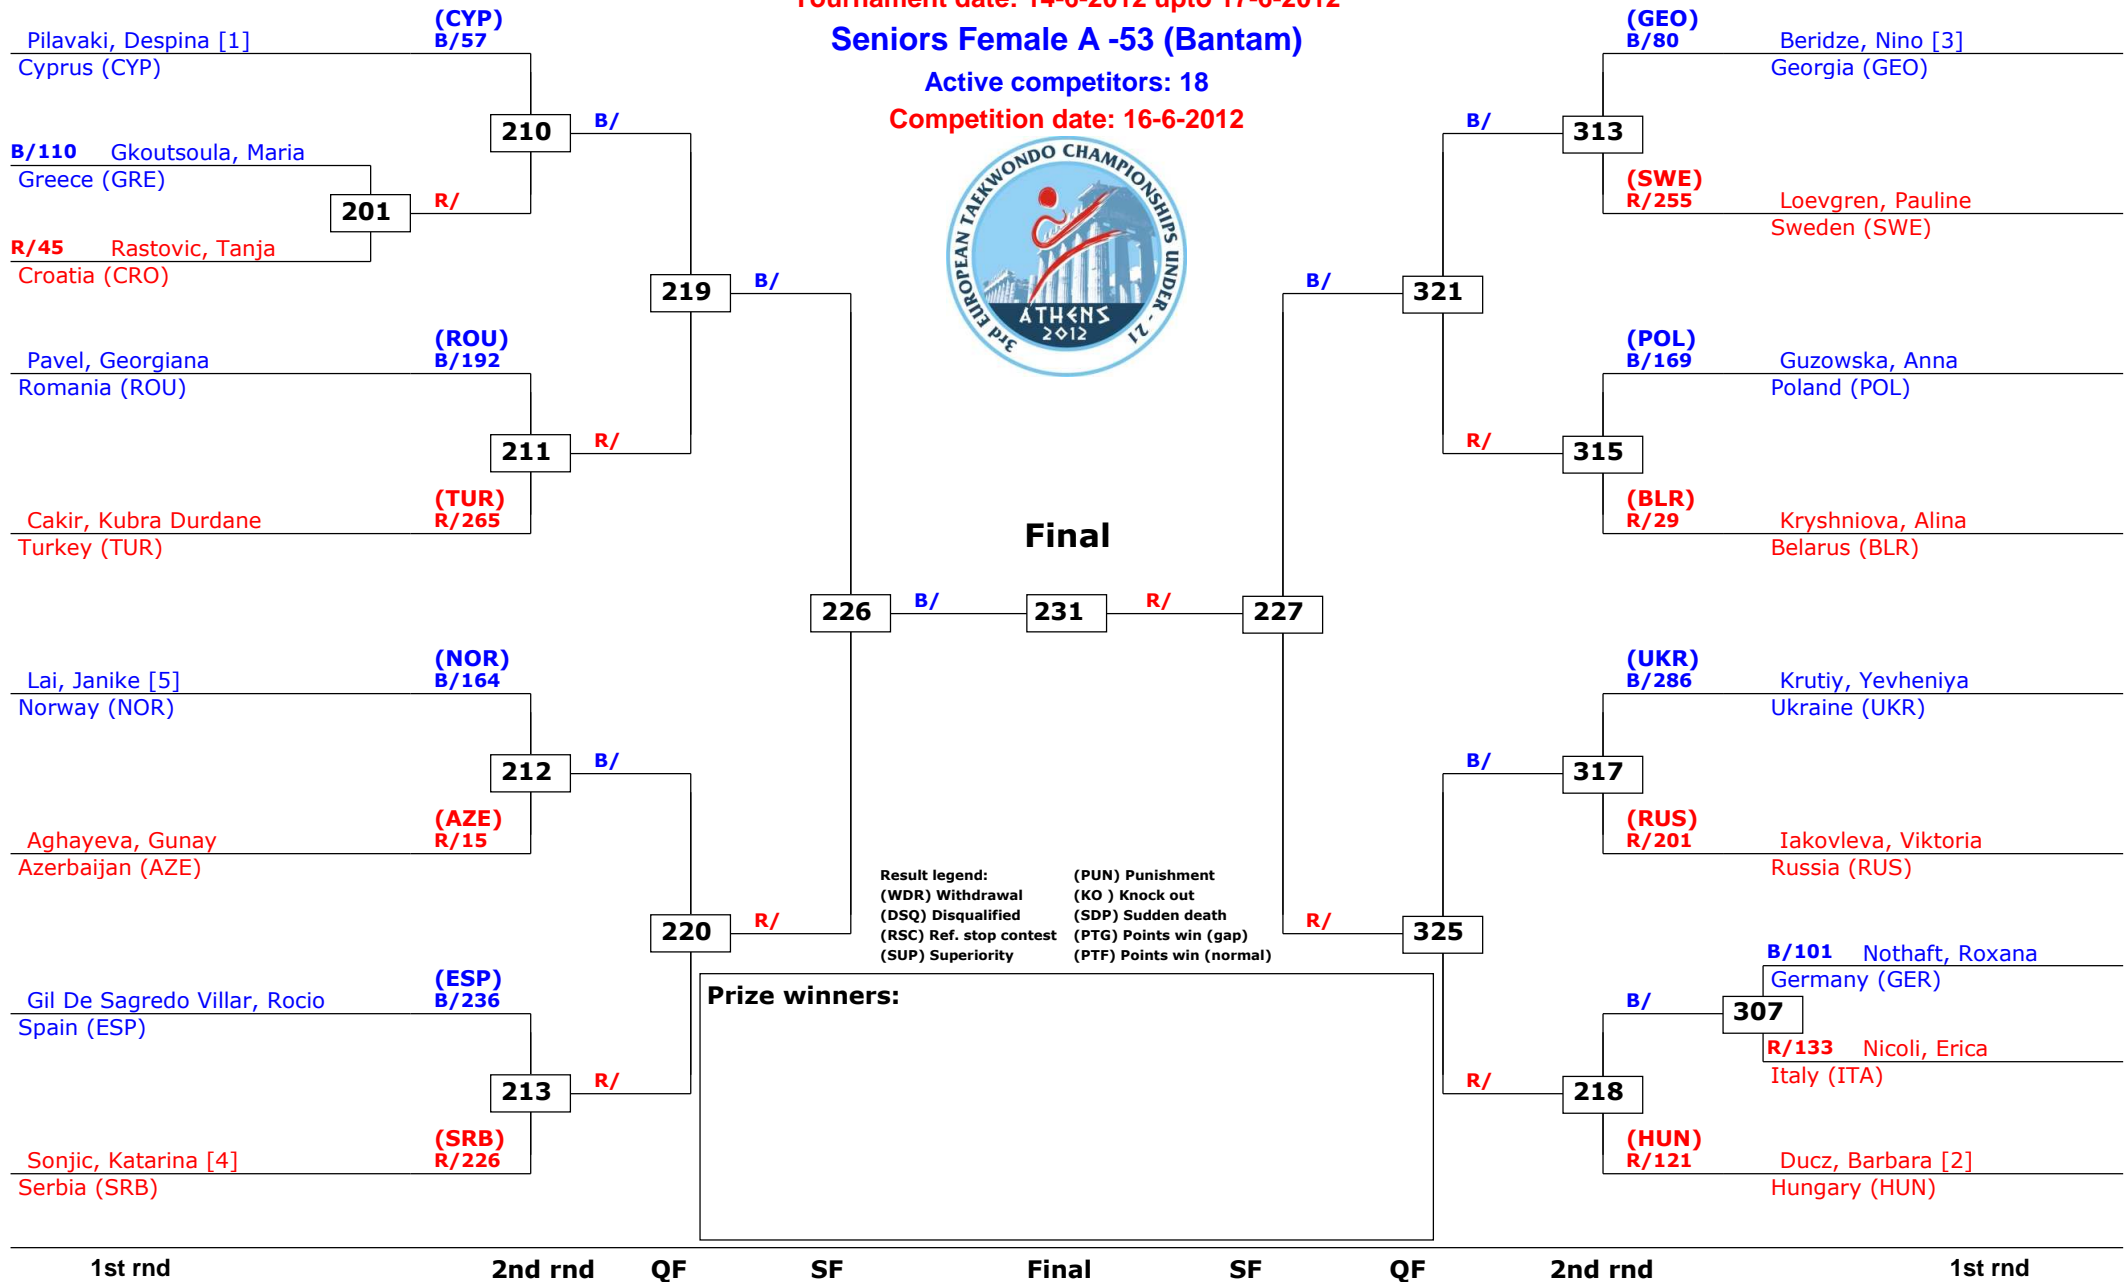 Tournament date: 14-6-2012 upto 17-6-2012
Seniors Female A -53 (Bantam)
Active competitors: 18
Competition date: 16-6-2012
3rd EUROPEAN TAEKWONDO CHAMPIONSHIPS UNDER - 21
ATHENS
2012
(CYP)
Pilavaki, Despina [1] B/57
Cyprus (CYP)
210
B/
B/110 Gkoutsoula, Maria
Greece (GRE)
201
R/
R/45 Rastovic, Tanja
Croatia (CRO)
219
B/
(ROU)
Pavel, Georgiana B/192
Romania (ROU)
211
R/
(TUR)
Cakir, Kubra Durdane R/265
Turkey (TUR)
226
B/
(NOR)
Lai, Janike [5] B/164
Norway (NOR)
212
B/
(AZE)
Aghayeva, Gunay R/15
Azerbaijan (AZE)
220
R/
(ESP)
Gil De Sagredo Villar, Rocio B/236
Spain (ESP)
213
R/
(SRB)
Sonjic, Katarina [4] R/226
Serbia (SRB)
Final
231
R/
227
(GEO)
B/80 Beridze, Nino [3]
Georgia (GEO)
B/
313
(SWE)
R/255 Loevgren, Pauline
Sweden (SWE)
B/
321
(POL)
B/169 Guzowska, Anna
Poland (POL)
R/
315
(BLR)
R/29 Kryshniova, Alina
Belarus (BLR)
(UKR)
B/286 Krutiy, Yevheniya
Ukraine (UKR)
B/
317
(RUS)
R/201 Iakovleva, Viktoria
Russia (RUS)
R/
325
B/101 Nothaft, Roxana
Germany (GER)
B/
307
R/133 Nicoli, Erica
Italy (ITA)
R/
218
(HUN)
R/121 Ducz, Barbara [2]
Hungary (HUN)
Result legend: (PUN) Punishment
(WDR) Withdrawal (KO ) Knock out
(DSQ) Disqualified (SDP) Sudden death
(RSC) Ref. stop contest (PTG) Points win (gap)
(SUP) Superiority (PTF) Points win (normal)
Prize winners:
1st rnd 2nd rnd QF SF Final SF QF 2nd rnd 1st rnd